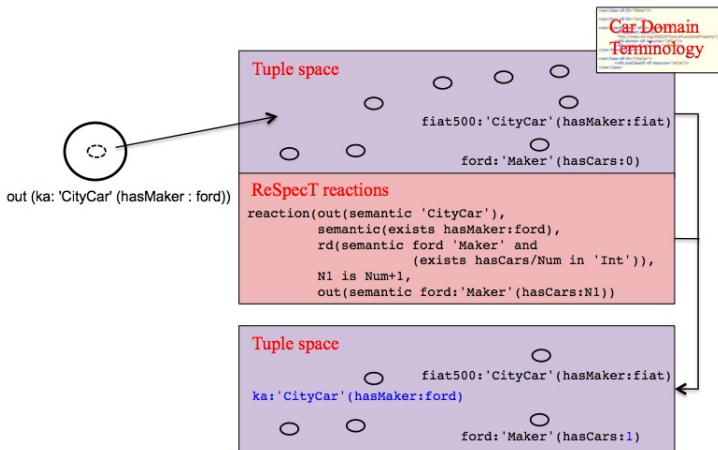 Car Domain
Terminology
Tuple space
fiat500:'CityCar'(hasMaker:fiat)
ford:'Maker'(hasCars:0)
out (ka: 'CityCar' (hasMaker : ford))
ReSpecT reactions
reaction(out(semantic 'CityCar'),
semantic(exists hasMaker:ford),
rd(semantic ford 'Maker' and
(exists hasCars/Num in 'Int')),
N1 is Num+1,
out(semantic ford:'Maker'(hasCars:N1))
Tuple space
fiat500:'CityCar'(hasMaker:fiat)
ka:'CityCar'(hasMaker:ford)
ford:'Maker'(hasCars:1)